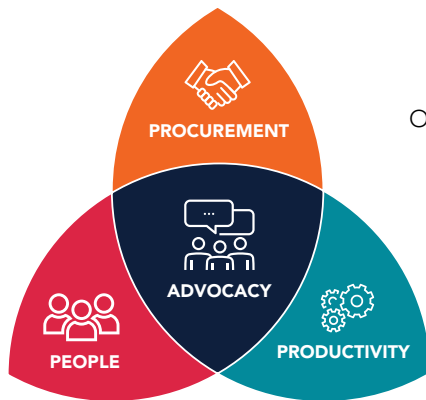 PROCUREMENT
O
ADVOCACY
PEOPLE
PRODUCTIVITY